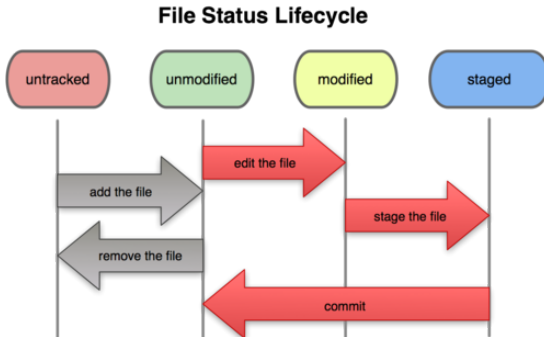 File Status Lifecycle
untracked
unmodified
modified
staged
edit the file
add the file
stage the file
remove the file
commit